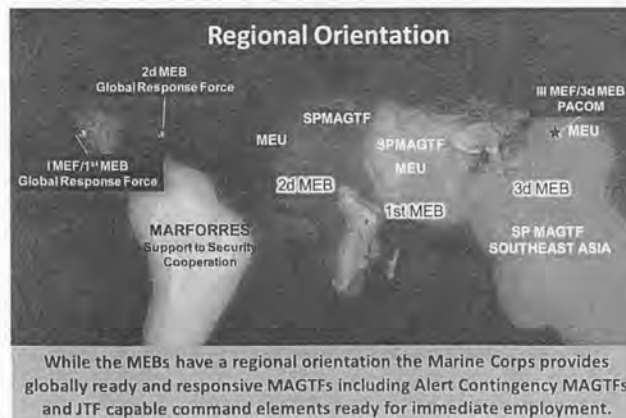 Regional Orientation
2d MEB
Global Response Force
I MEF/1st MEB
Global Response Force
MEU
SPMAGTF
SPMAGTF
MEU
III MEF/3d MEB
PACOM
MEU
2d MEB
1st MEB
3d MEB
MARFORRES
Support to Security
Cooperation
SP MAGTF
SOUTHEAST ASIA
While the MEBs have a regional orientation the Marine Corps provides
globally ready and responsive MAGTFs including Alert Contingency MAGTFs
and JTF capable command elements ready for immediate employment.